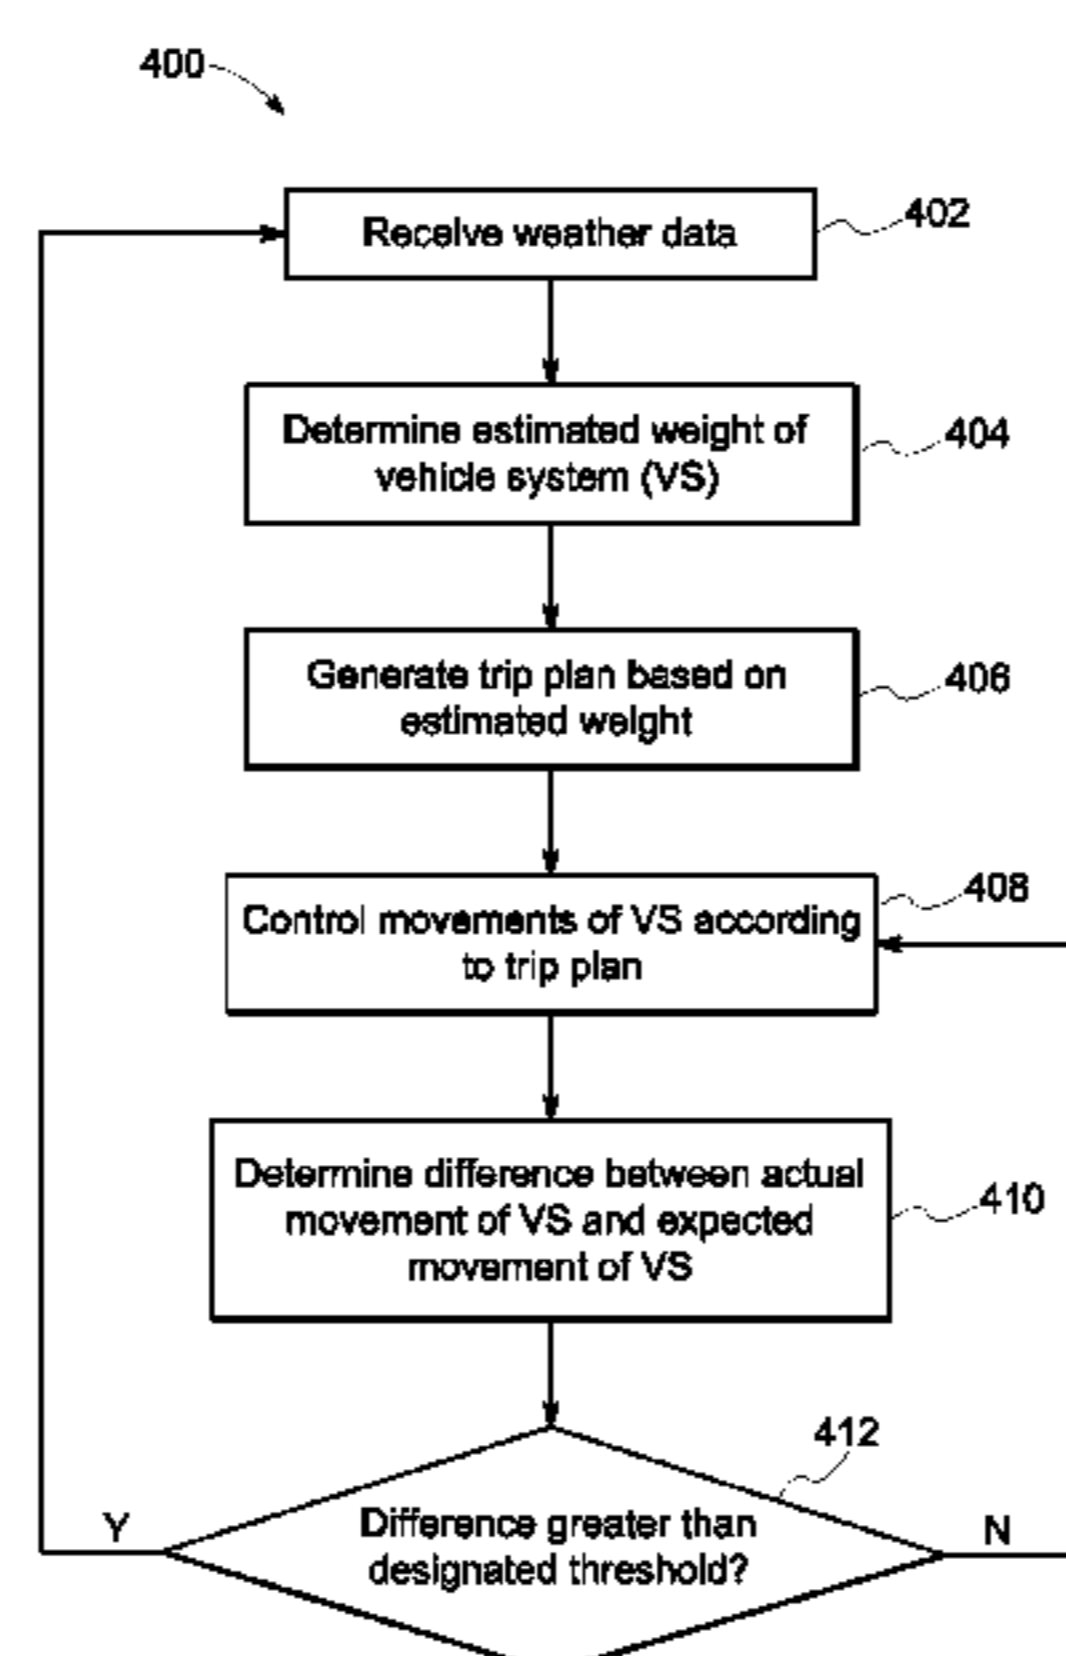 400
Receive weather data
402
Determine estimated weight of
vehicle system (VS)
404
Generate trip plan based on
estimated weight
406
Control movements of VS according
to trip plan
408
Determine difference between actual
movement of VS and expected
movement of VS
410
412
Difference greater than
designated threshold?
Y
N